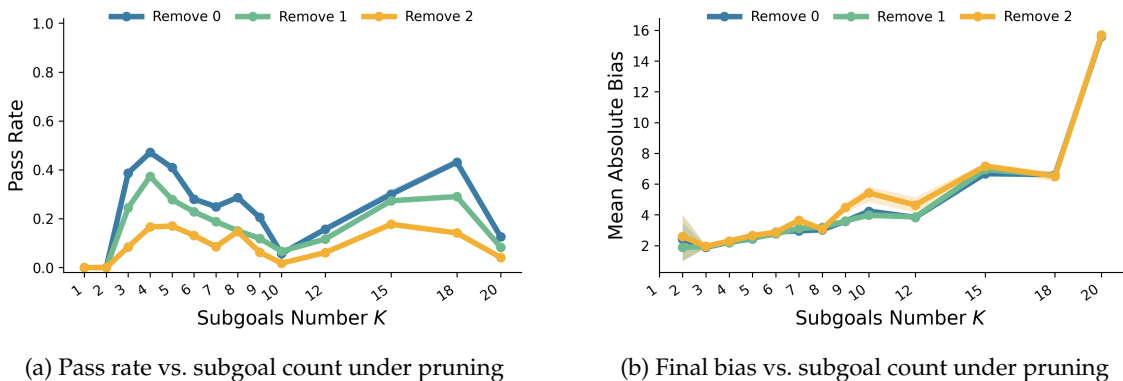 Remove 0 Remove 1 Remove 2
1.0
0.8
0.6
0.4
0.2
0.0
Pass Rate
1 2 3 4 5 6 7 8 9 10 12 15 18 20
Subgoals Number K
(a) Pass rate vs. subgoal count under pruning
Remove 0 Remove 1 Remove 2
16
14
12
10
8
6
4
2
Mean Absolute Bias
1 2 3 4 5 6 7 8 9 10 12 15 18 20
Subgoals Number K
(b) Final bias vs. subgoal count under pruning